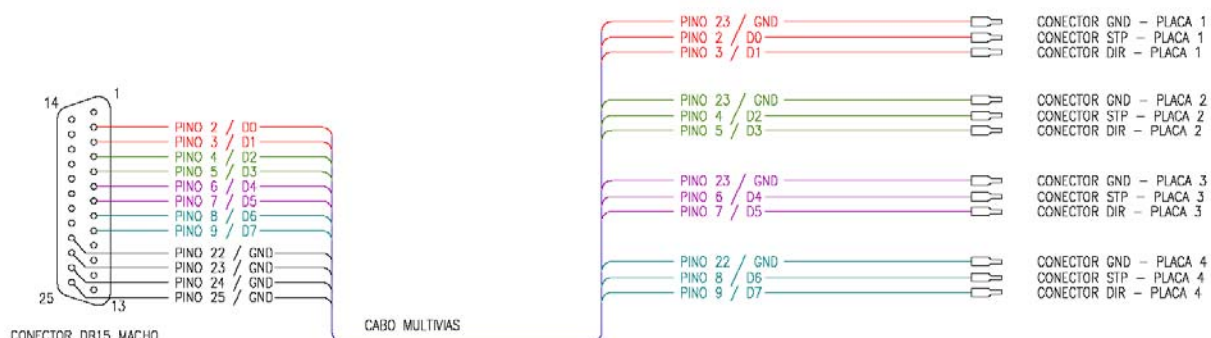 1
14
PINO 2 / D0
PINO 3 / D1
PINO 4 / D2
PINO 5 / D3
PINO 6 / D4
PINO 7 / D5
PINO 8 / D6
PINO 9 / D7
PINO 22 / GND
PINO 23 / GND
PINO 24 / GND
PINO 25 / GND
25
13
CONECTOR DB15 MACHO
CABO MULTIVIAS
PINO 23 / GND CONECTOR GND - PLACA 1
PINO 2 / D0 CONECTOR STP - PLACA 1
PINO 3 / D1 CONECTOR DIR - PLACA 1
PINO 23 / GND CONECTOR GND - PLACA 2
PINO 4 / D2 CONECTOR STP - PLACA 2
PINO 5 / D3 CONECTOR DIR - PLACA 2
PINO 23 / GND CONECTOR GND - PLACA 3
PINO 6 / D4 CONECTOR STP - PLACA 3
PINO 7 / D5 CONECTOR DIR - PLACA 3
PINO 22 / GND CONECTOR GND - PLACA 4
PINO 8 / D6 CONECTOR STP - PLACA 4
PINO 9 / D7 CONECTOR DIR - PLACA 4